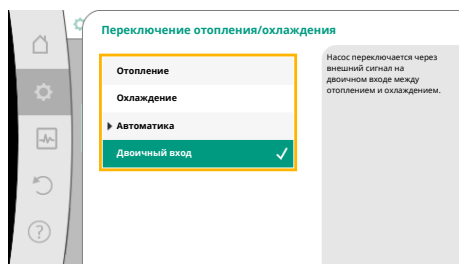 Переключение отопления/охлаждения
Отопление
Охлаждение
Автоматика
Двоичный вход
Насос переключается через
внешний сигнал на
двоичном входе между
отоплением и охлаждением.